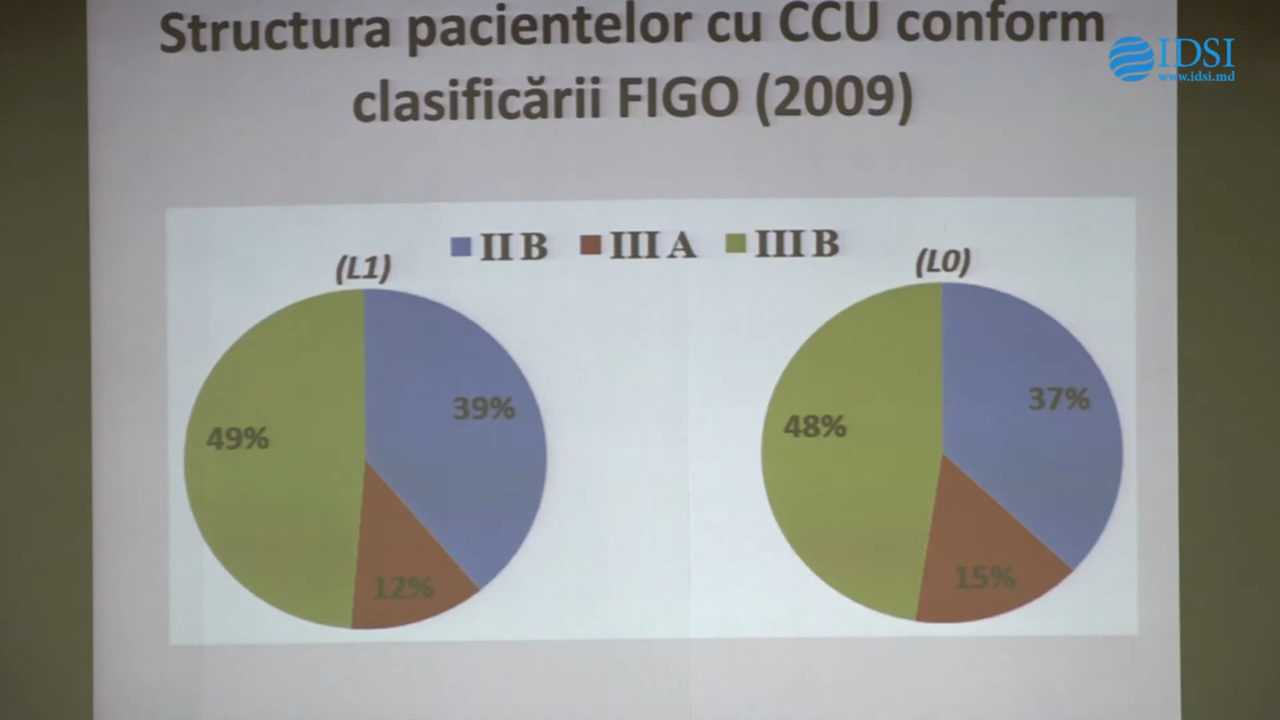 Structura pacientelor cu CCU conform
clasificării FIGO (2009)
IDSI
www.idsi.md
II B III A III B
(L1)
(L0)
39%
49%
12%
37%
48%
15%